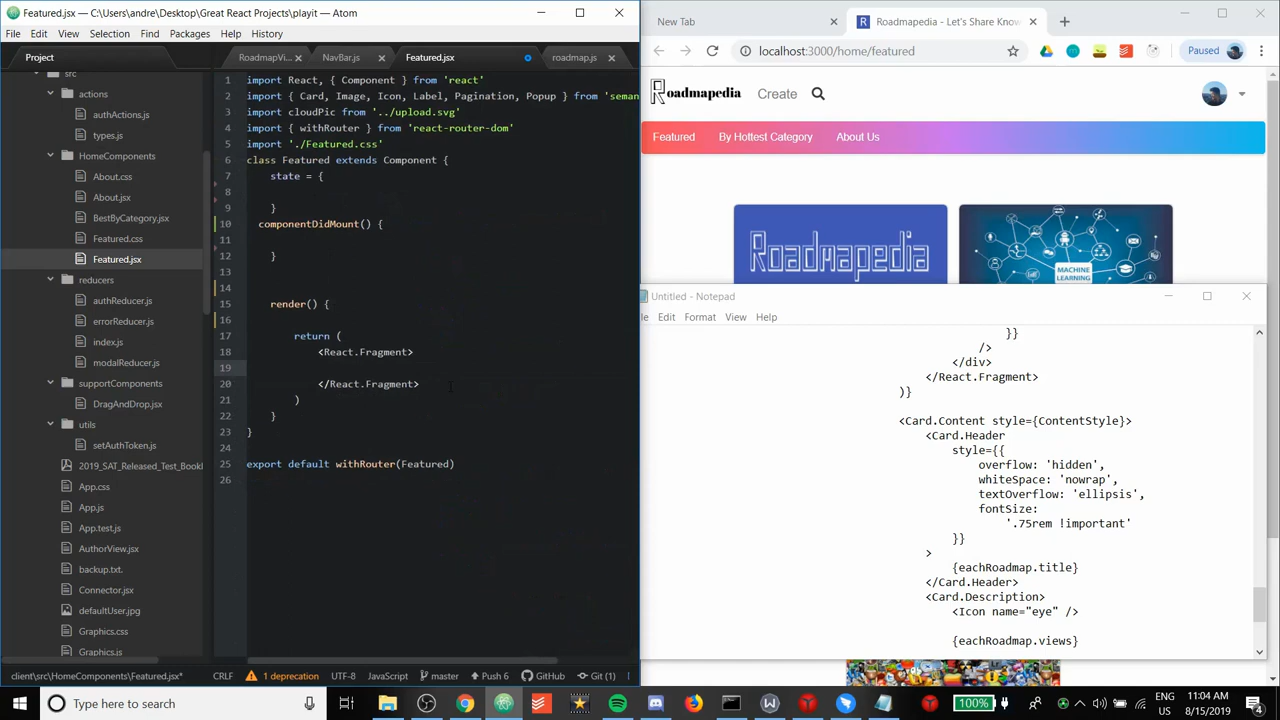 Featured.jsx — C:\Users\andre\Desktop\Great React Projects\playit — Atom
File Edit View Selection Find Packages Help History
Project
RoadmapVi...
NavBar.js
Featured.jsx
roadmap.js
src
actions
authActions.js
types.js
HomeComponents
About.css
About.jsx
BestByCategory.jsx
Featured.css
Featured.jsx
reducers
authReducer.js
errorReducer.js
index.js
modalReducer.js
supportComponents
DragAndDrop.jsx
utils
setAuthToken.js
2019_SAT_Released_Test_Bookl
App.css
App.js
App.test.js
AuthorView.jsx
backup.txt.
Connector.jsx
defaultUser.jpg
Graphics.css
Graphics.js
1 import React, { Component } from 'react'
2 import { Card, Image, Icon, Label, Pagination, Popup } from 'seman
3 import cloudPic from '../upload.svg'
4 import { withRouter } from 'react-router-dom'
5 import './Featured.css'
6 class Featured extends Component {
7 state = {
8
9 }
10 componentDidMount() {
11
12 }
13
14
15 render() {
16
17 return (
18 <React.Fragment>
19
20 </React.Fragment>
21 )
22 }
23 }
24
25 export default withRouter(Featured)
26
client\src\HomeComponents\Featured.jsx* CRLF 1 deprecation UTF-8 JavaScript master Push 6 GitHub Git (1)
New Tab
R Roadmapedia - Let's Share Know
localhost:3000/home/featured
Paused
Roadmapedia Create
Featured By Hottest Category About Us
Roadmapedia
MACHINE
LEARNING
Untitled - Notepad
le Edit Format View Help
}}
/>
</div>
</React.Fragment>
)}
<Card.Content style={ContentStyle}>
<Card.Header
style={{
overflow: 'hidden',
whiteSpace: 'nowrap',
textOverflow: 'ellipsis',
fontSize:
'.75rem !important'
}}
>
{eachRoadmap.title}
</Card.Header>
<Card.Description>
<Icon name="eye" />
{eachRoadmap.views}
Type here to search
100%
ENG
US
11:04 AM
8/15/2019